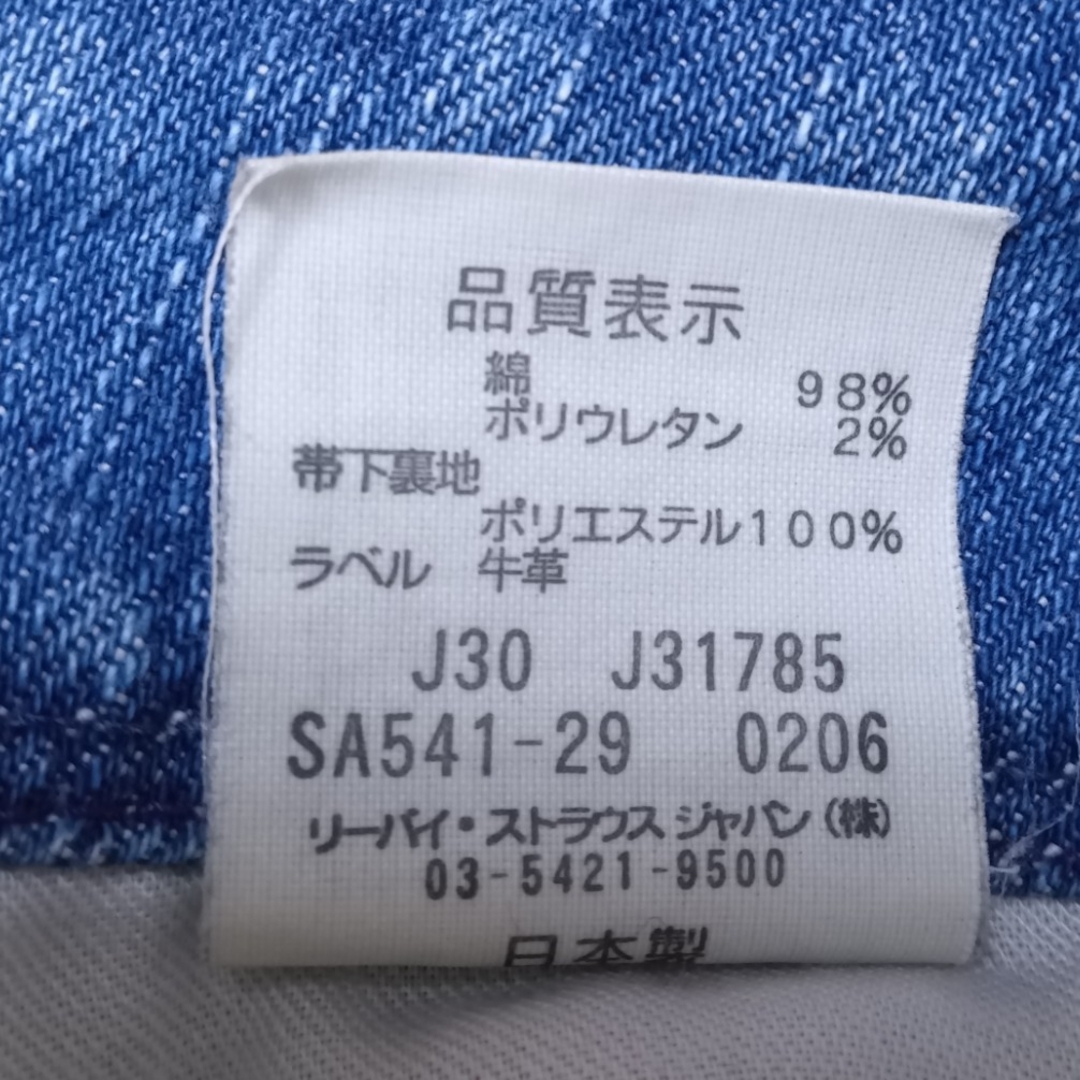 品質表示
綿 98%
ポリウレタン 2%
帯下裏地
ポリエステル100%
ラベル 牛革
J30 J31785
SA541-29 0206
リーバイ・ストラウス ジャパン(株)
03-5421-9500
日本製